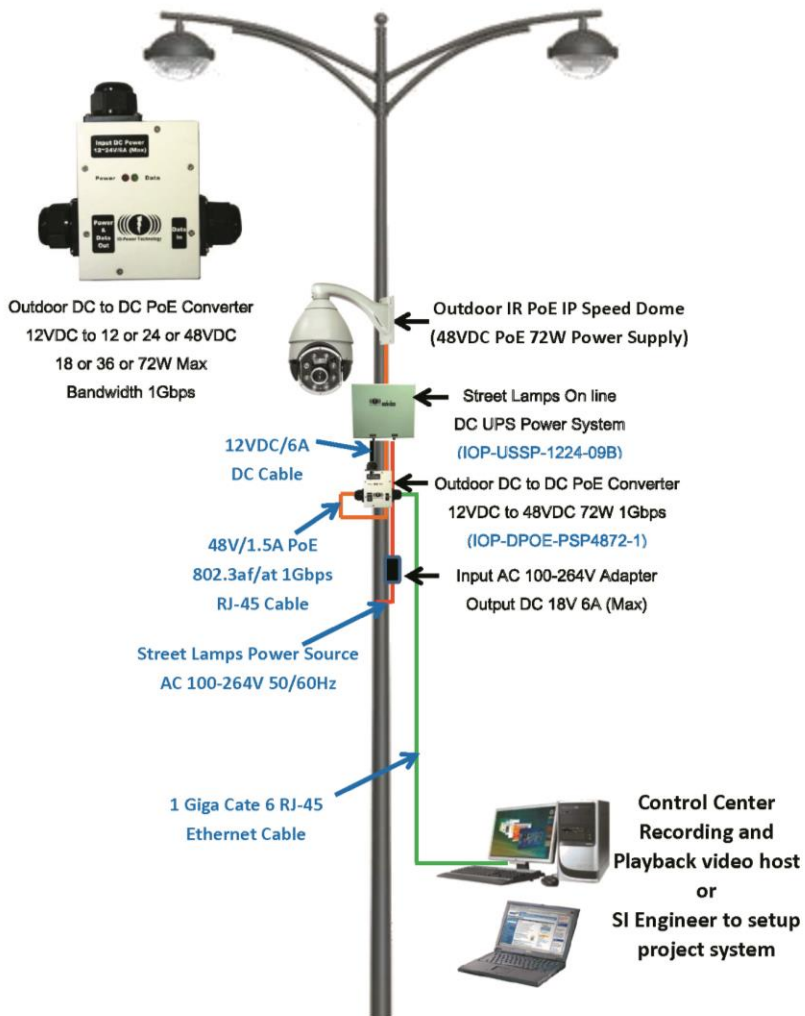 Input DC Power
12~24V/6A (Max)
Power
Data
Power
&
Data
Out
Data
In
Outdoor DC to DC PoE Converter
12VDC to 12 or 24 or 48VDC
18 or 36 or 72W Max
Bandwidth 1Gbps
Outdoor IR PoE IP Speed Dome
(48VDC PoE 72W Power Supply)
Street Lamps On line
DC UPS Power System
(IOP-USSP-1224-09B)
12VDC/6A
DC Cable
Outdoor DC to DC PoE Converter
12VDC to 48VDC 72W 1Gbps
(IOP-DPOE-PSP4872-1)
48V/1.5A PoE
802.3af/at 1Gbps
RJ-45 Cable
Input AC 100-264V Adapter
Output DC 18V 6A (Max)
Street Lamps Power Source
AC 100-264V 50/60Hz
1 Giga Cate 6 RJ-45
Ethernet Cable
Control Center
Recording and
Playback video host
or
SI Engineer to setup
project system